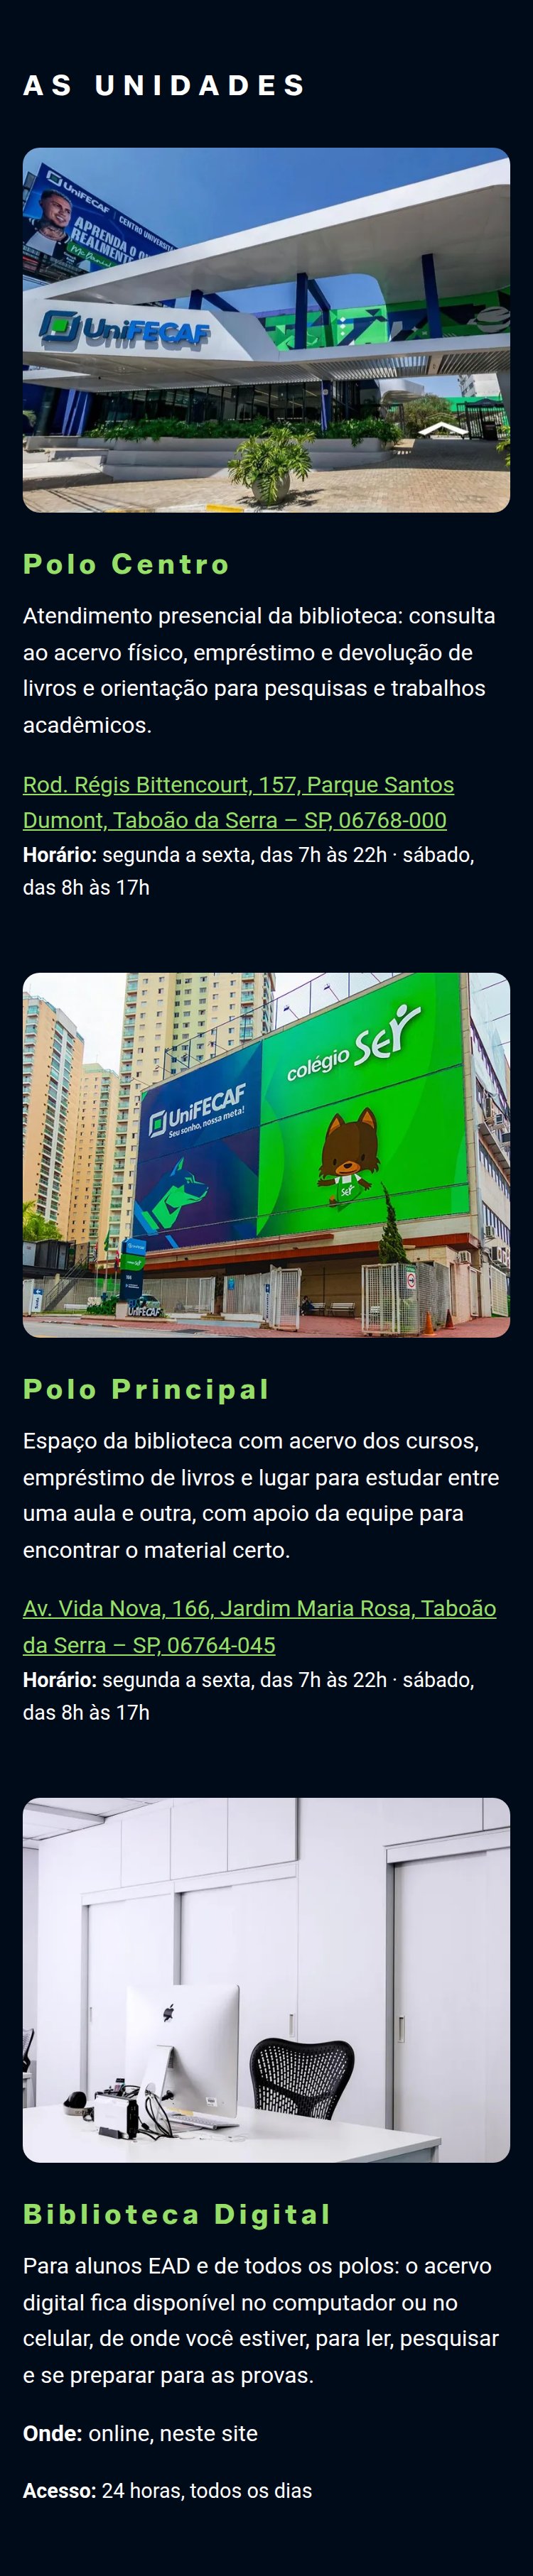 AS UNIDADES
UniFECAF
CENTRO
APRENDA O
REALMENTE
UniFECAF
Polo Centro
Atendimento presencial da biblioteca: consulta
ao acervo físico, empréstimo e devolução de
livros e orientação para pesquisas e trabalhos
acadêmicos.
Rod. Régis Bittencourt, 157, Parque Santos
Dumont, Taboão da Serra – SP, 06768-000
Horário: segunda a sexta, das 7h às 22h · sábado,
das 8h às 17h
colégio Ser
UniFECAF
Seu sonho, nossa meta!
Ser
UniFECAF
Polo Principal
Espaço da biblioteca com acervo dos cursos,
empréstimo de livros e lugar para estudar entre
uma aula e outra, com apoio da equipe para
encontrar o material certo.
Av. Vida Nova, 166, Jardim Maria Rosa, Taboão
da Serra – SP, 06764-045
Horário: segunda a sexta, das 7h às 22h · sábado,
das 8h às 17h
Biblioteca Digital
Para alunos EAD e de todos os polos: o acervo
digital fica disponível no computador ou no
celular, de onde você estiver, para ler, pesquisar
e se preparar para as provas.
Onde: online, neste site
Acesso: 24 horas, todos os dias